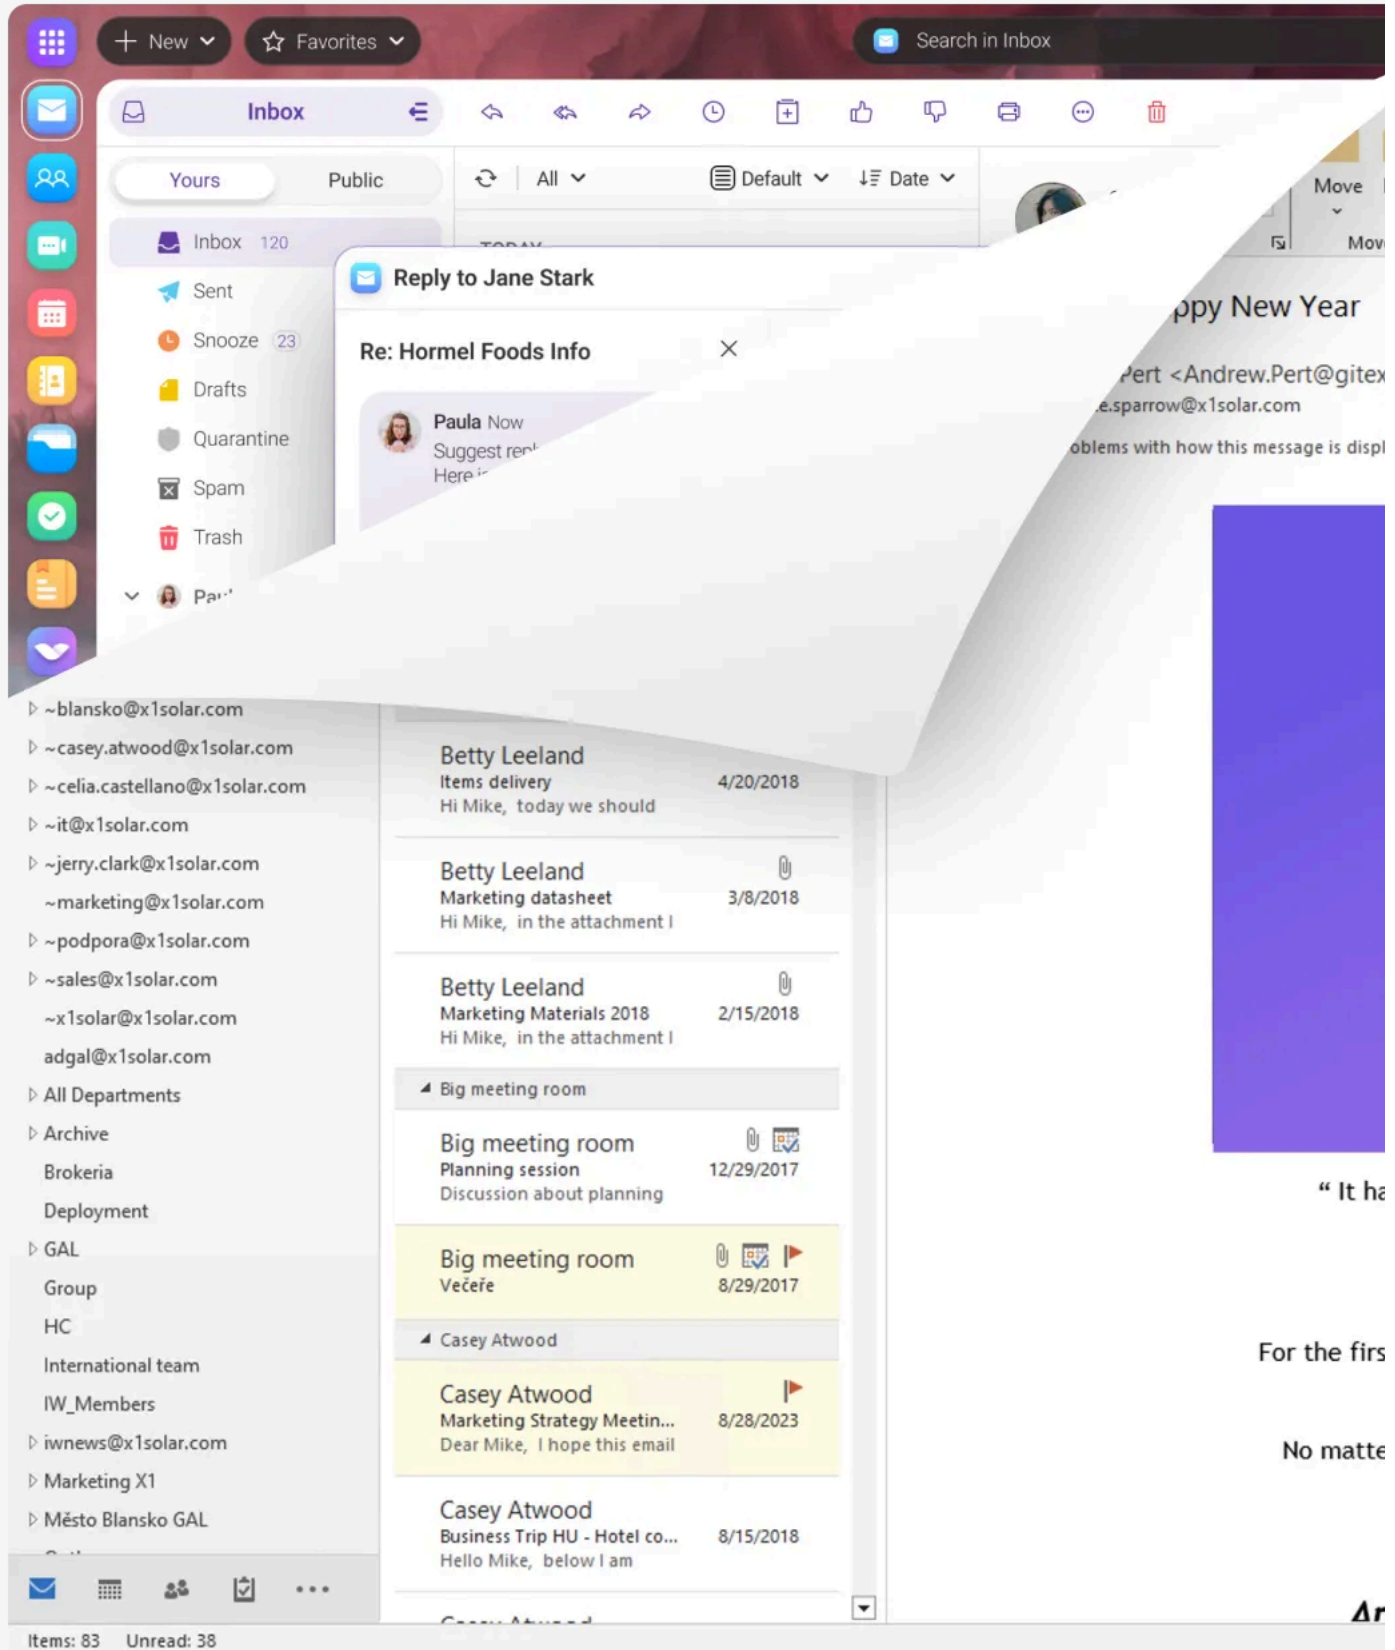 New
Favorites
Search in Inbox
Inbox
Yours
Public
All
Default
Date
Inbox 120
Sent
Snooze 23
Drafts
Quarantine
Spam
Trash
TODAY
Reply to Jane Stark
Re: Hormel Foods Info
Paula Now
Suggest
Here
Move
New Year
Pert <Andrew.Pert@gitex
.sparrow@x1solar.com
with how this message is
~blansko@x1solar.com
~casey.atwood@x1solar.com
~celia.castellano@x1solar.com
~it@x1solar.com
~jerry.clark@x1solar.com
~marketing@x1solar.com
~podpora@x1solar.com
~sales@x1solar.com
~x1solar@x1solar.com
adgal@x1solar.com
All Departments
Archive
Brokeria
Deployment
GAL
Group
HC
International team
IW_Members
iwnews@x1solar.com
Marketing X1
Město Blansko GAL
Items: 83 Unread: 38
Betty Leeland
Items delivery 4/20/2018
Hi Mike, today we should
Betty Leeland
Marketing datasheet 3/8/2018
Hi Mike, in the attachment I
Betty Leeland
Marketing Materials 2018 2/15/2018
Hi Mike, in the attachment I
Big meeting room
Big meeting room
Planning session 12/29/2017
Discussion about planning
Big meeting room
Večeře 8/29/2017
Casey Atwood
Casey Atwood
Marketing Strategy Meetin... 8/28/2023
Dear Mike, I hope this email
Casey Atwood
Business Trip HU - Hotel co... 8/15/2018
Hello Mike, below I am
“ It
For the
No